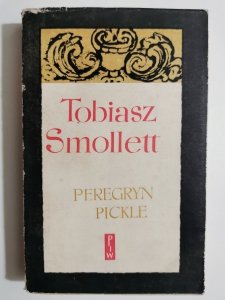 Tobiasz
Smollett
PEREGRYN
PICKLE
PIW